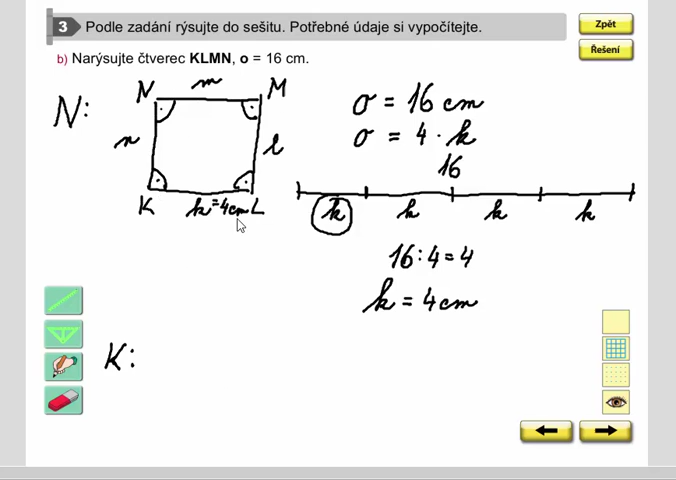 3 Podle zadání rýsujte do sešitu. Potřebné údaje si vypočítejte.
Zpět
Řešení
b) Narýsujte čtverec KLMN, o = 16 cm.
N:
N m M
n l
K k = 4cm L
o = 16 cm
o = 4 · k
16
k k k k
16 : 4 = 4
k = 4 cm
K: